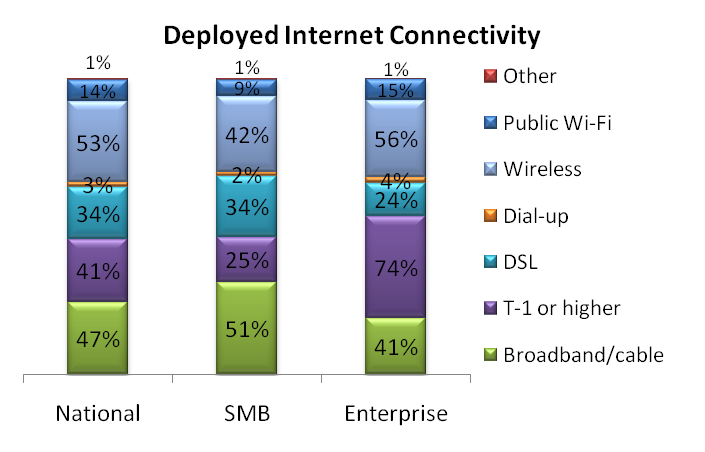 Deployed Internet Connectivity
1% 1% 1%
14% 9% 15%
53% 42% 56%
3% 2% 4%
34% 34% 24%
41% 25% 74%
47% 51% 41%
National SMB Enterprise
Other
Public Wi-Fi
Wireless
Dial-up
DSL
T-1 or higher
Broadband/cable